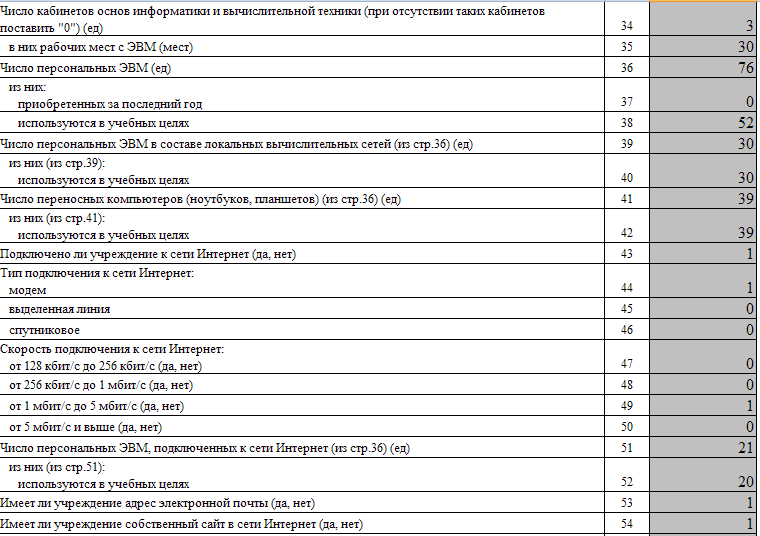 Число кабинетов основ информатики и вычислительной техники (при отсутствии таких кабинетов
поставить "0") (ед) 34 3
в них рабочих мест с ЭВМ (мест) 35 30
Число персональных ЭВМ (ед) 36 76
из них:
приобретенных за последний год 37 0
используются в учебных целях 38 52
Число персональных ЭВМ в составе локальных вычислительных сетей (из стр.36) (ед) 39 30
из них (из стр.39):
используются в учебных целях 40 30
Число переносных компьютеров (ноутбуков, планшетов) (из стр.36) (ед) 41 39
из них (из стр.41):
используются в учебных целях 42 39
Подключено ли учреждение к сети Интернет (да, нет) 43 1
Тип подключения к сети Интернет:
модем 44 1
выделенная линия 45 0
спутниковое 46 0
Скорость подключения к сети Интернет:
от 128 кбит/с до 256 кбит/с (да, нет) 47 0
от 256 кбит/с до 1 мбит/с (да, нет) 48 0
от 1 мбит/с до 5 мбит/с (да, нет) 49 1
от 5 мбит/с и выше (да, нет) 50 0
Число персональных ЭВМ, подключенных к сети Интернет (из стр.36) (ед) 51 21
из них (из стр.51):
используются в учебных целях 52 20
Имеет ли учреждение адрес электронной почты (да, нет) 53 1
Имеет ли учреждение собственный сайт в сети Интернет (да, нет) 54 1